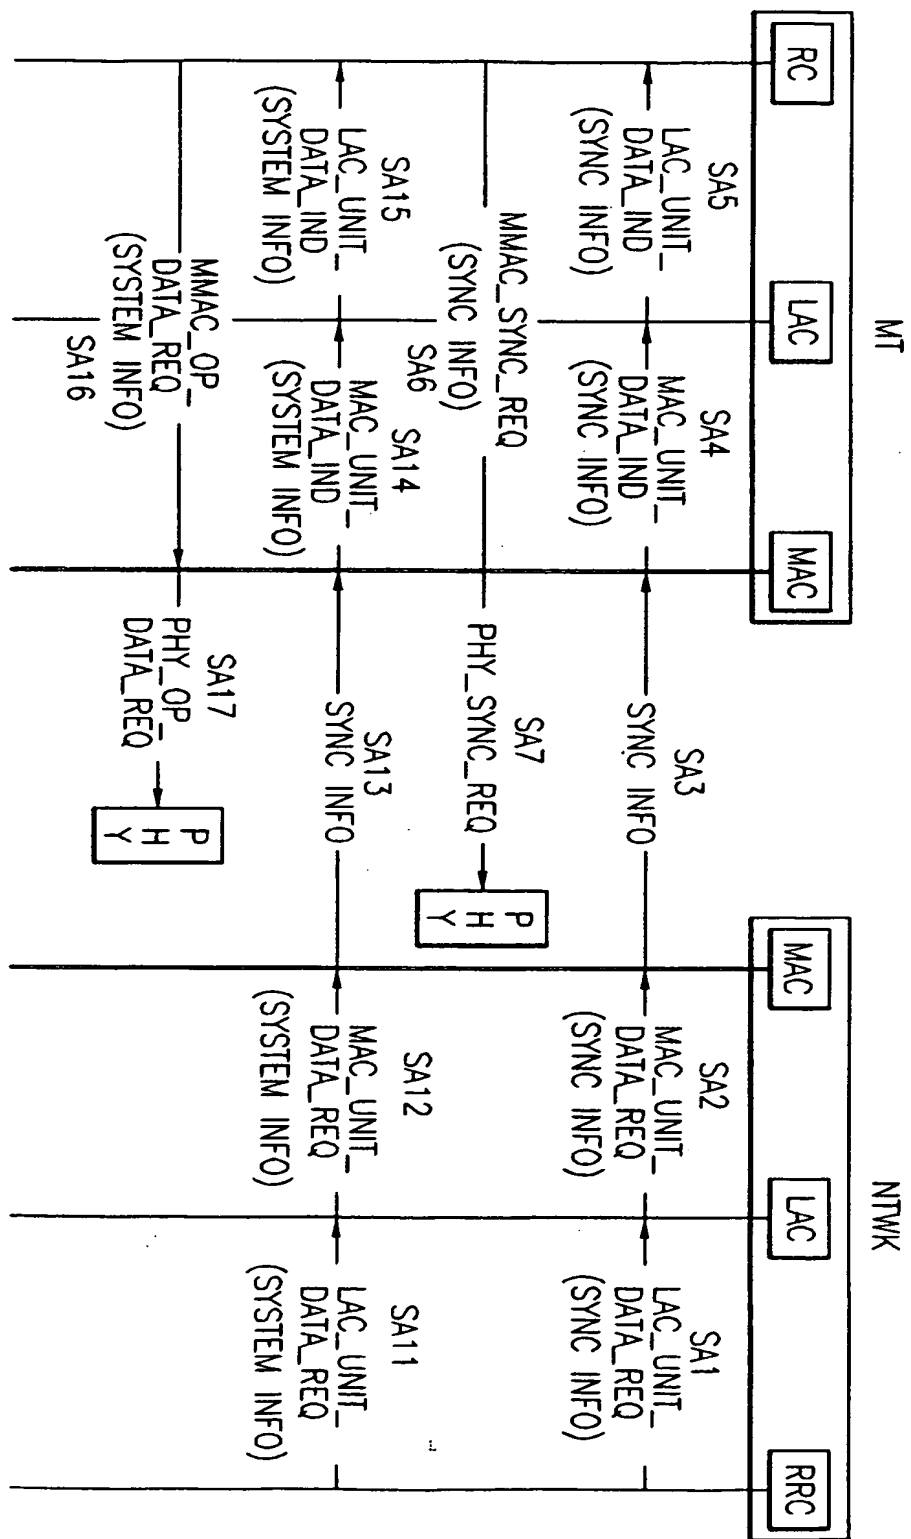 MT
NTWK
RC
LAC
MAC
MAC
LAC
RRC
SA5
LAC_UNIT_
DATA_IND
(SYNC INFO)
SA4
MAC_UNIT_
DATA_IND
(SYNC INFO)
SA3
SYNC INFO
SA2
MAC_UNIT_
DATA_REQ
(SYNC INFO)
SA1
LAC_UNIT_
DATA_REQ
(SYNC INFO)
MMAC_SYNC_REQ
(SYNC INFO)
SA6
SA7
PHY_SYNC_REQ
P
H
Y
SA15
LAC_UNIT_
DATA_IND
(SYSTEM INFO)
SA14
MAC_UNIT_
DATA_IND
(SYSTEM INFO)
SA13
SYNC INFO
SA12
MAC_UNIT_
DATA_REQ
(SYSTEM INFO)
SA11
LAC_UNIT_
DATA_REQ
(SYSTEM INFO)
MMAC_OP_
DATA_REQ
(SYSTEM INFO)
SA16
SA17
PHY_OP_
DATA_REQ
P
H
Y